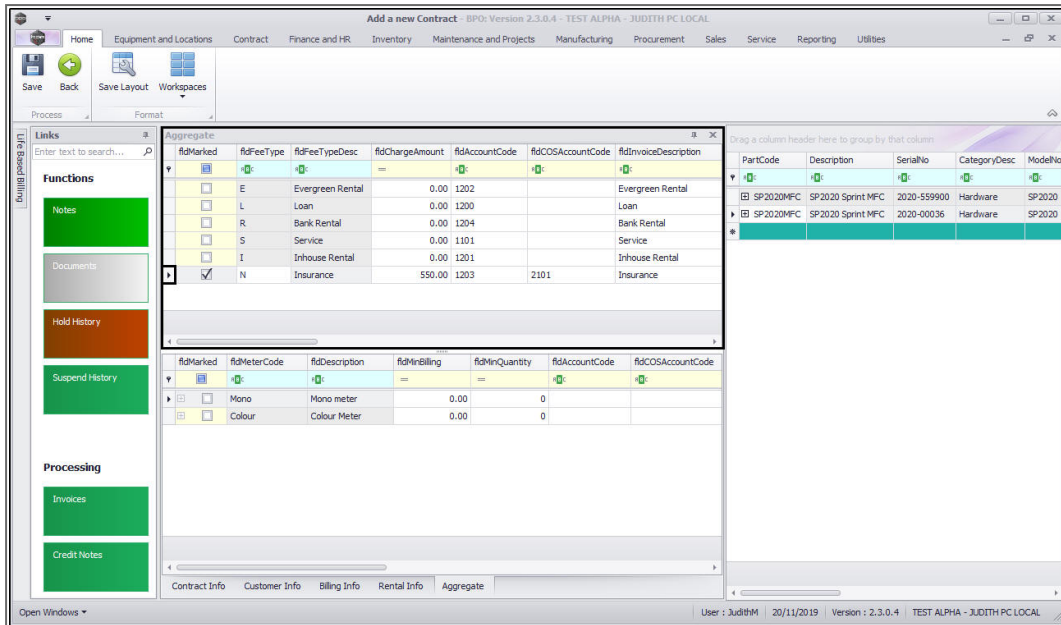 Add a new Contract - BPO: Version 2.3.0.4 - TEST ALPHA - JUDITH PC LOCAL
Home Equipment and Locations Contract Finance and HR Inventory Maintenance and Projects Manufacturing Procurement Sales Service Reporting Utilities
Save Back Save Layout Workspaces
Process Format
Life Based Billing
Links
Enter text to search...
Functions
Notes
Documents
Hold History
Suspend History
Processing
Invoices
Credit Notes
Aggregate
fldMarked fldFeeType fldFeeTypeDesc fldChargeAmount fldAccountCode fldCOSAccountCode fldInvoiceDescription
E Evergreen Rental 0.00 1202 Evergreen Rental
L Loan 0.00 1200 Loan
R Bank Rental 0.00 1204 Bank Rental
S Service 0.00 1101 Service
I Inhouse Rental 0.00 1201 Inhouse Rental
N Insurance 550.00 1203 2101 Insurance
fldMarked fldMeterCode fldDescription fldMinBilling fldMinQuantity fldAccountCode fldCOSAccountCode
Mono Mono meter 0.00 0
Colour Colour Meter 0.00 0
Contract Info Customer Info Billing Info Rental Info Aggregate
Drag a column header here to group by that column
PartCode Description SerialNo CategoryDesc ModelNo
SP2020MFC SP2020 Sprint MFC 2020-559900 Hardware SP2020
SP2020MFC SP2020 Sprint MFC 2020-00036 Hardware SP2020
Open Windows User : JudithM 20/11/2019 Version : 2.3.0.4 TEST ALPHA - JUDITH PC LOCAL